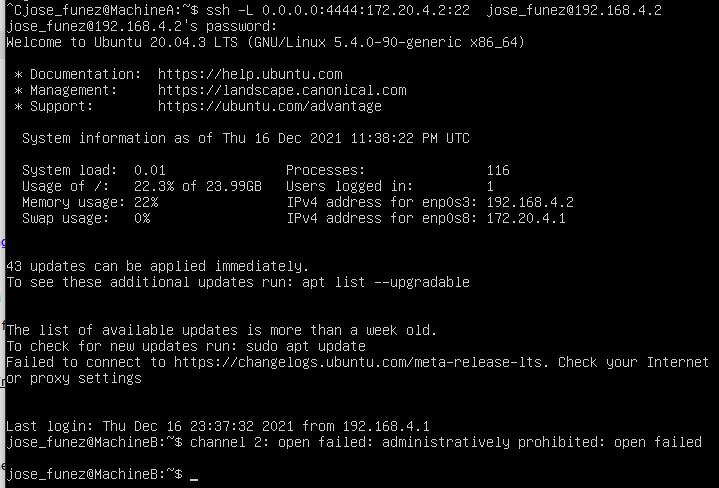 ^Cjose_funez@MachineA:~$ ssh -L 0.0.0.0:4444:172.20.4.2:22  jose_funez@192.168.4.2
jose_funez@192.168.4.2's password:
Welcome to Ubuntu 20.04.3 LTS (GNU/Linux 5.4.0-90-generic x86_64)

 * Documentation:  https://help.ubuntu.com
 * Management:     https://landscape.canonical.com
 * Support:        https://ubuntu.com/advantage

  System information as of Thu 16 Dec 2021 11:38:22 PM UTC

  System load:  0.01               Processes:               116
  Usage of /:   22.3% of 23.99GB   Users logged in:         1
  Memory usage: 22%                IPv4 address for enp0s3: 192.168.4.2
  Swap usage:   0%                 IPv4 address for enp0s8: 172.20.4.1


43 updates can be applied immediately.
To see these additional updates run: apt list --upgradable


The list of available updates is more than a week old.
To check for new updates run: sudo apt update
Failed to connect to https://changelogs.ubuntu.com/meta-release-lts. Check your Internet
or proxy settings


Last login: Thu Dec 16 23:37:32 2021 from 192.168.4.1
jose_funez@MachineB:~$ channel 2: open failed: administratively prohibited: open failed

jose_funez@MachineB:~$ _